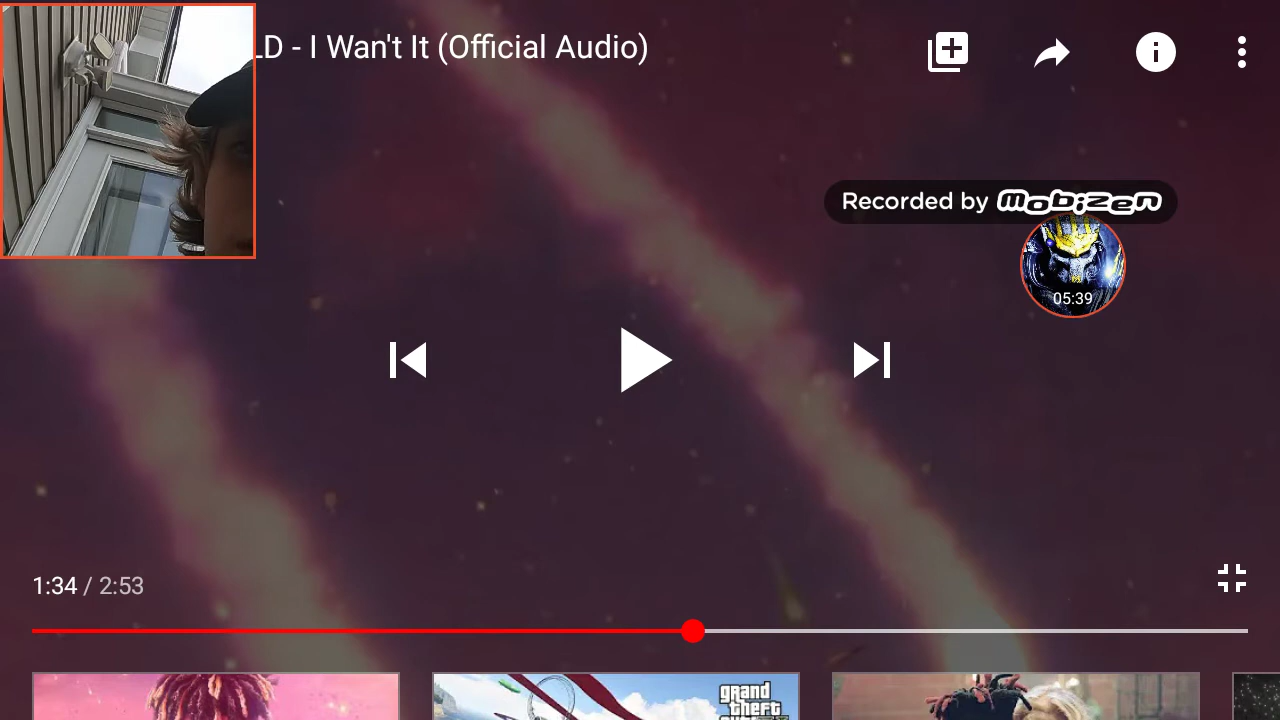 LD - I Wan't It (Official Audio)
Recorded by mobizen
05:39
1:34 / 2:53
grand
theft